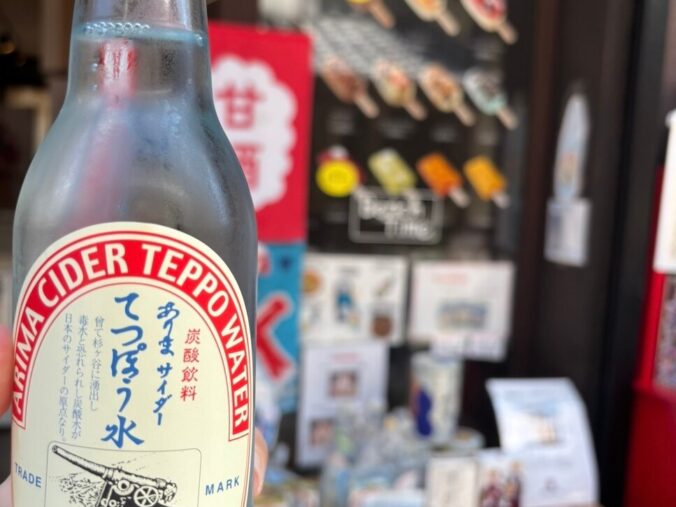 ARIMA CIDER TEPPO WATER
炭酸飲料
ありまサイダー
てっぽう水
曾て杉ヶ谷に湧出し
毒水と恐れられし炭酸水が
日本のサイダーの原点なり。
TRADE MARK
甘酒